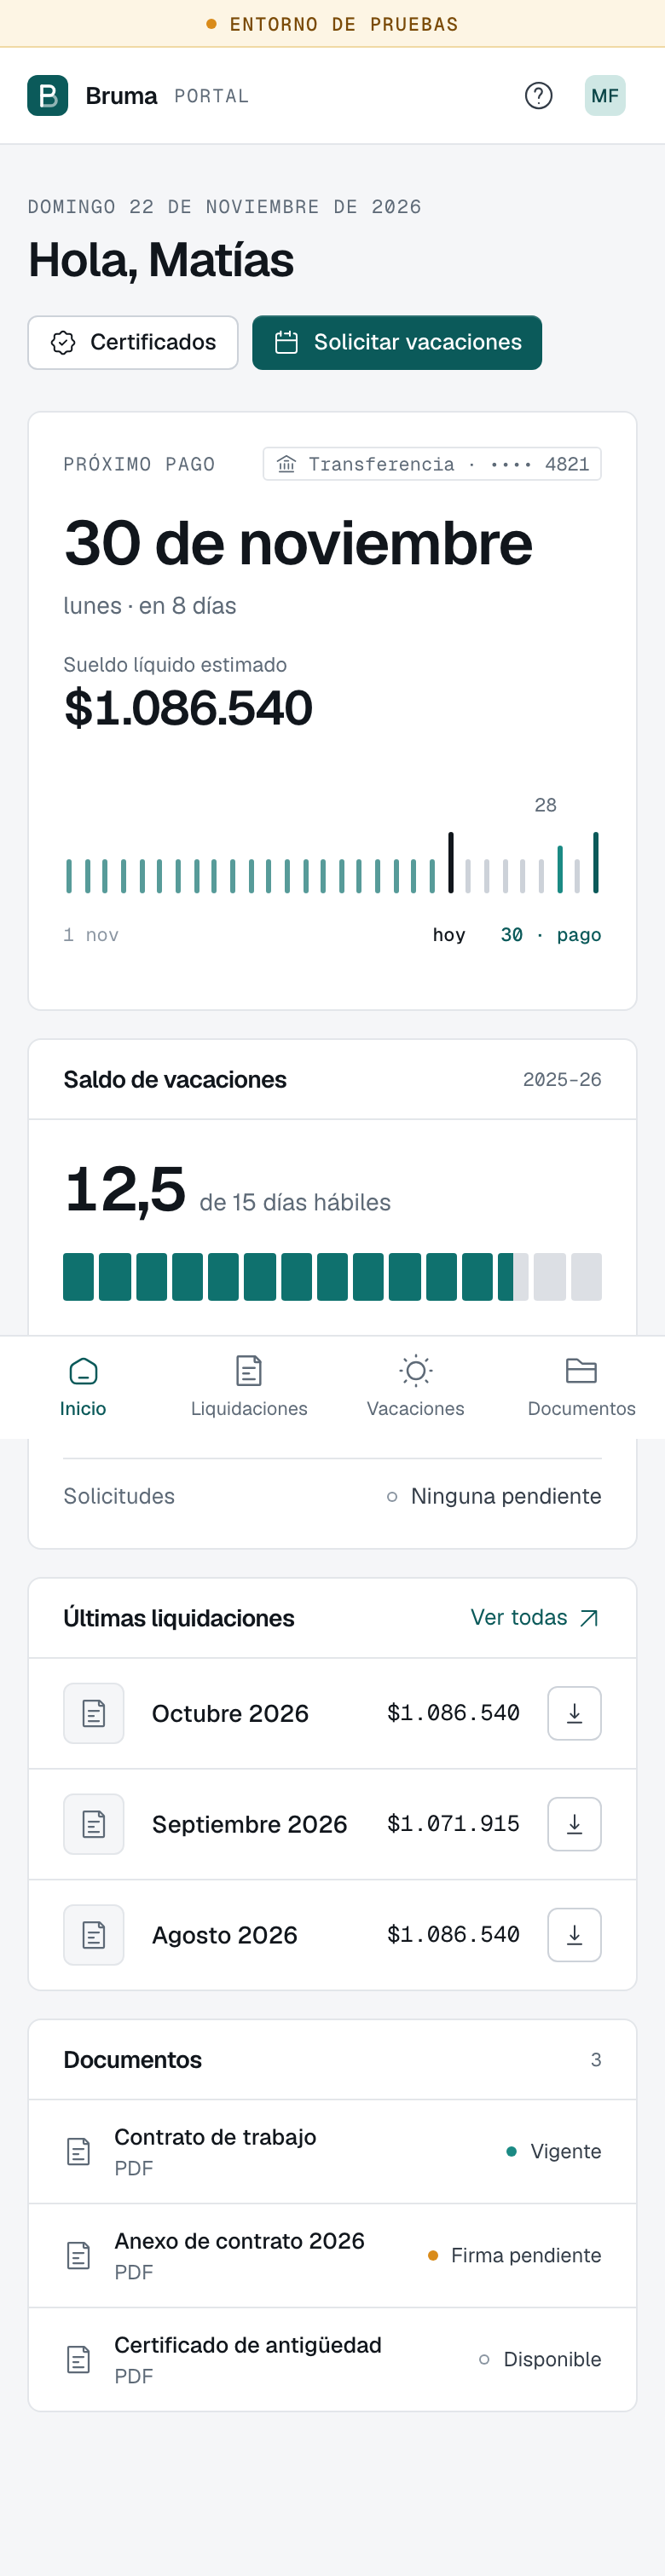 ENTORNO DE PRUEBAS
B Bruma PORTAL
MF
DOMINGO 22 DE NOVIEMBRE DE 2026
Hola, Matías
Certificados
Solicitar vacaciones
PRÓXIMO PAGO
Transferencia · •••• 4821
30 de noviembre
lunes · en 8 días
Sueldo líquido estimado
$1.086.540
28
1 nov
hoy
30 · pago
Saldo de vacaciones
2025-26
12,5 de 15 días hábiles
Inicio
Liquidaciones
Vacaciones
Documentos
Solicitudes
Ninguna pendiente
Últimas liquidaciones
Ver todas
Octubre 2026
$1.086.540
Septiembre 2026
$1.071.915
Agosto 2026
$1.086.540
Documentos
3
Contrato de trabajo
PDF
Vigente
Anexo de contrato 2026
PDF
Firma pendiente
Certificado de antigüedad
PDF
Disponible